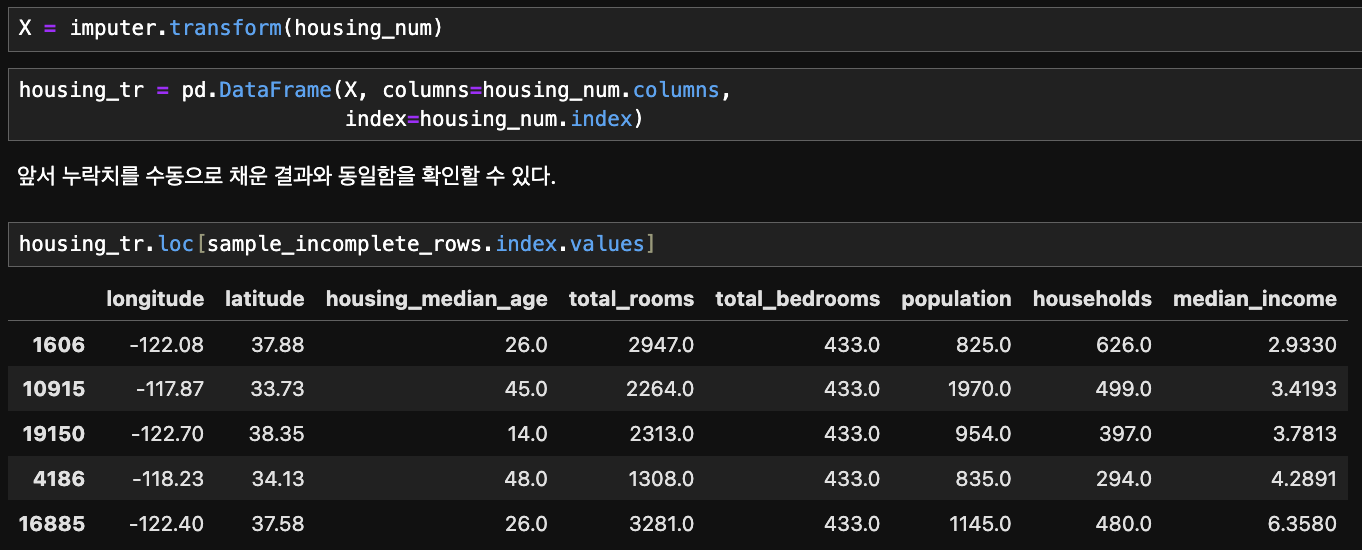 X = imputer.transform(housing_num)
housing_tr = pd.DataFrame(X, columns=housing_num.columns,
index=housing_num.index)
앞서 누락치를 수동으로 채운 결과와 동일함을 확인할 수 있다.
housing_tr.loc[sample_incomplete_rows.index.values]
longitude latitude housing_median_age total_rooms total_bedrooms population households median_income
1606 -122.08 37.88 26.0 2947.0 433.0 825.0 626.0 2.9330
10915 -117.87 33.73 45.0 2264.0 433.0 1970.0 499.0 3.4193
19150 -122.70 38.35 14.0 2313.0 433.0 954.0 397.0 3.7813
4186 -118.23 34.13 48.0 1308.0 433.0 835.0 294.0 4.2891
16885 -122.40 37.58 26.0 3281.0 433.0 1145.0 480.0 6.3580